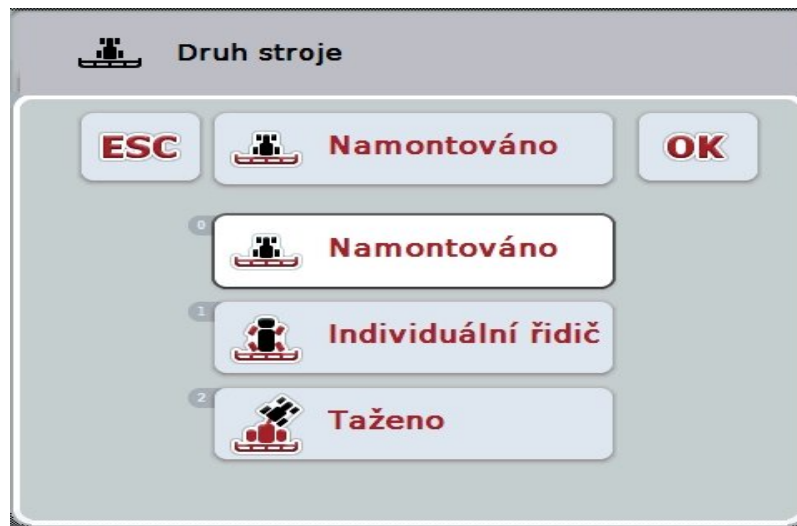 Druh stroje
ESC Namontováno OK
0 Namontováno
1 Individuální řidič
2 Taženo